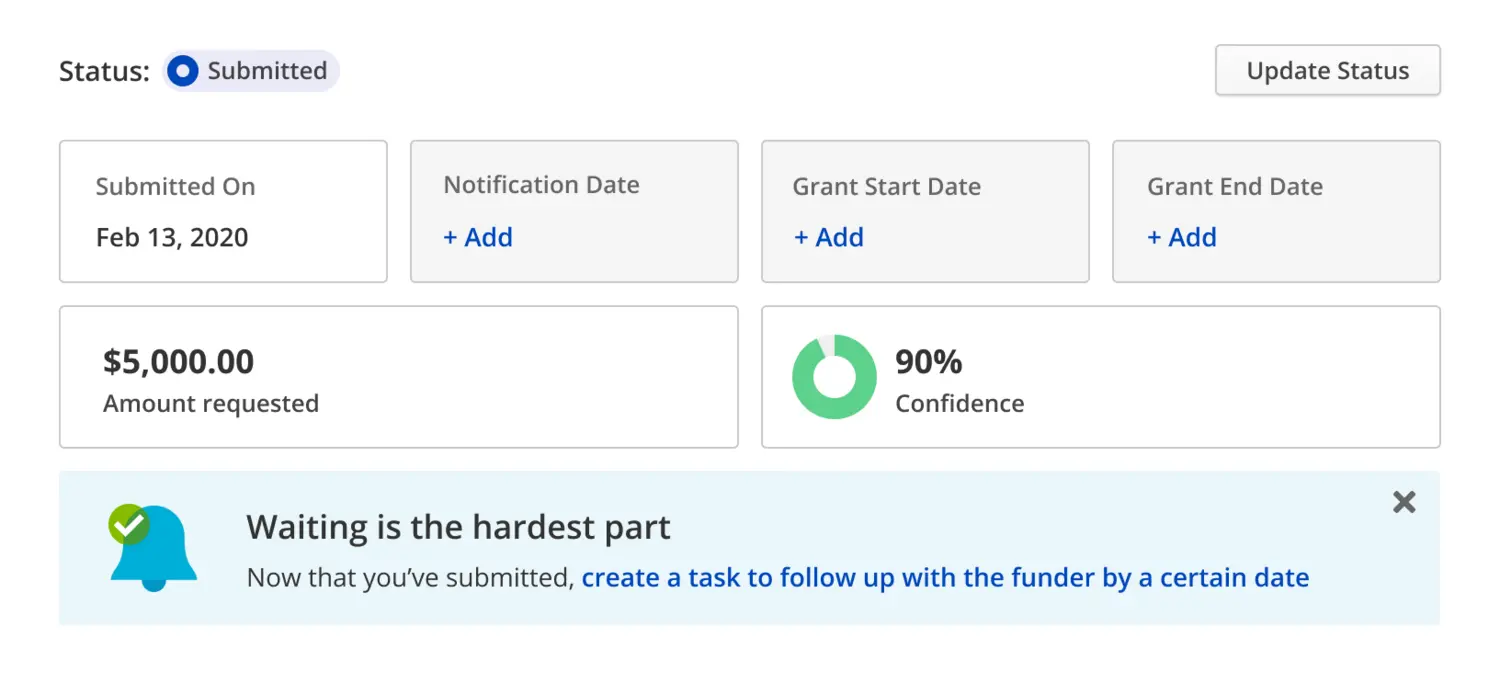 Status: Submitted
Update Status
Submitted On
Feb 13, 2020
Notification Date
+ Add
Grant Start Date
+ Add
Grant End Date
+ Add
$5,000.00
Amount requested
90%
Confidence
Waiting is the hardest part
Now that you’ve submitted, create a task to follow up with the funder by a certain date